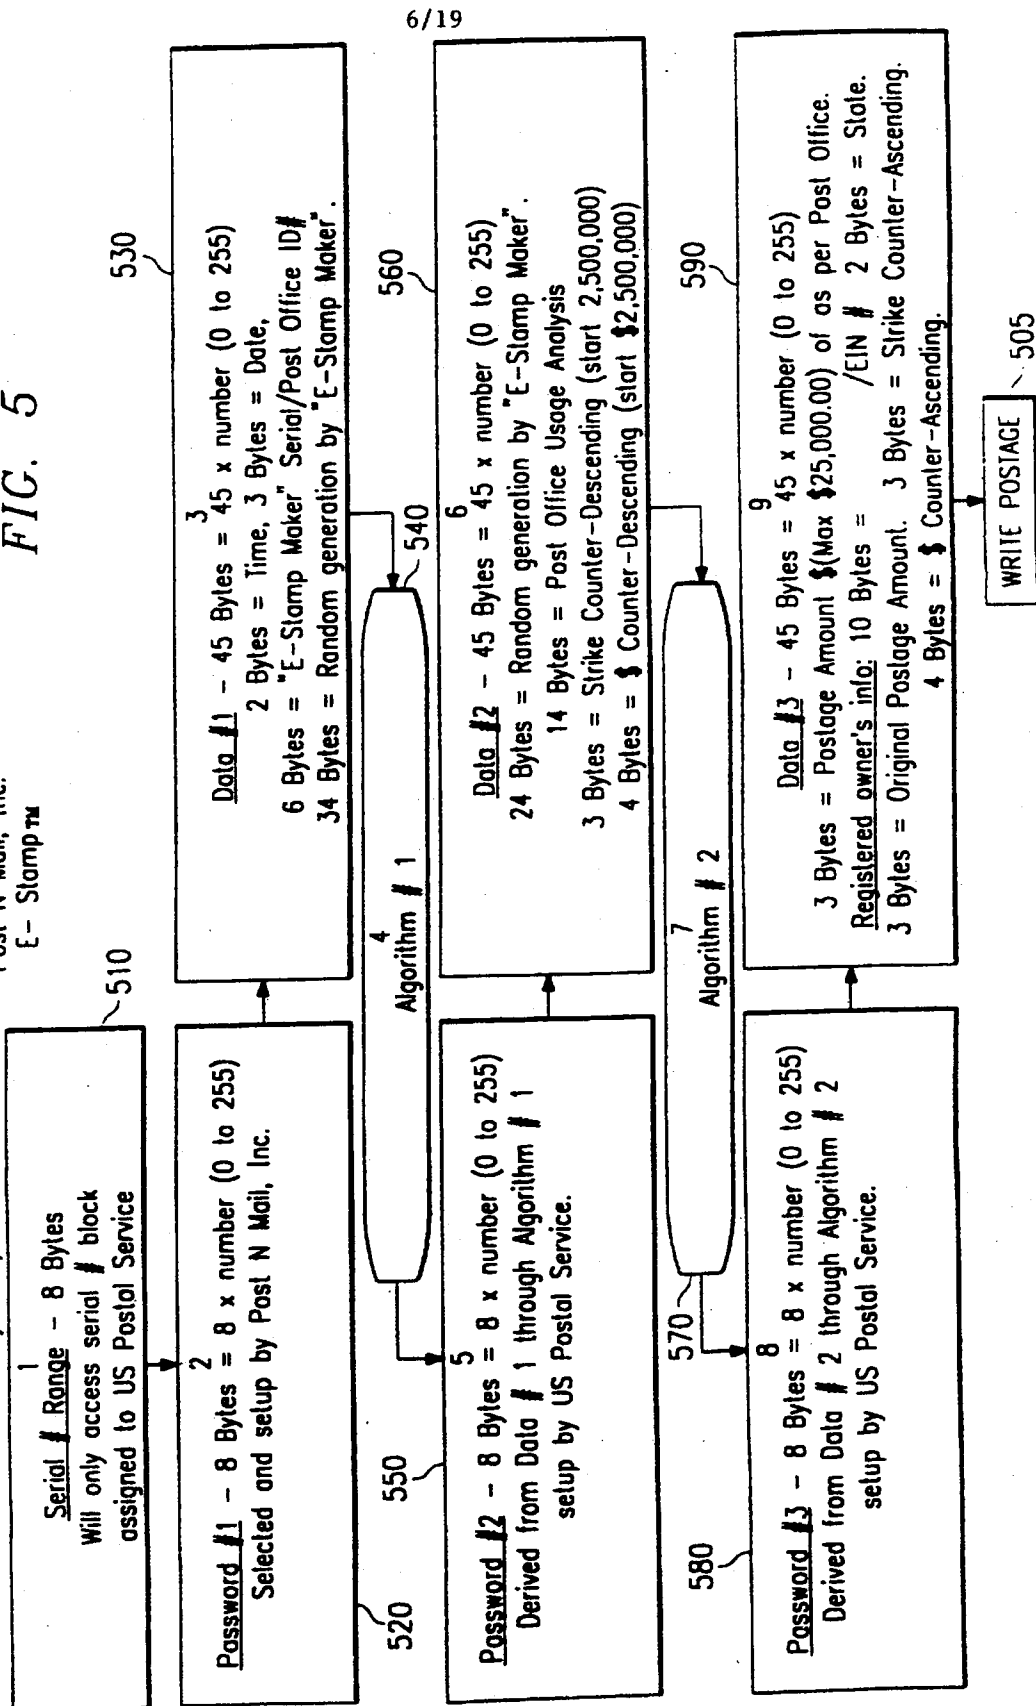 6/19
FIG. 5
Post N Mail, Inc.
E- Stamp™
510
1
Serial # Range - 8 Bytes
Will only access serial # block
assigned to US Postal Service
2
Password #1 - 8 Bytes = 8 x number (0 to 255)
Selected and setup by Post N Mail, Inc.
520
530
3
Data #1 - 45 Bytes = 45 x number (0 to 255)
2 Bytes = Time, 3 Bytes = Date,
6 Bytes = "E-Stamp Maker" Serial/Post Office ID#
34 Bytes = Random generation by "E-Stamp Maker".
540
4
Algorithm # 1
550
5
Password #2 - 8 Bytes = 8 x number (0 to 255)
Derived from Data # 1 through Algorithm # 1
setup by US Postal Service.
560
6
Data #2 - 45 Bytes = 45 x number (0 to 255)
24 Bytes = Random generation by "E-Stamp Maker".
14 Bytes = Post Office Usage Analysis
3 Bytes = Strike Counter-Descending (start 2,500,000)
4 Bytes = $ Counter-Descending (start $2,500,000)
570
7
Algorithm # 2
580
8
Password #3 - 8 Bytes = 8 x number (0 to 255)
Derived from Data # 2 through Algorithm # 2
setup by US Postal Service.
590
9
Data #3 - 45 Bytes = 45 x number (0 to 255)
3 Bytes = Postage Amount $(Max $25,000.00) of as per Post Office.
Registered owner's info: 10 Bytes = /EIN # 2 Bytes = State.
3 Bytes = Original Postage Amount. 3 Bytes = Strike Counter-Ascending.
4 Bytes = $ Counter-Ascending.
WRITE POSTAGE
505